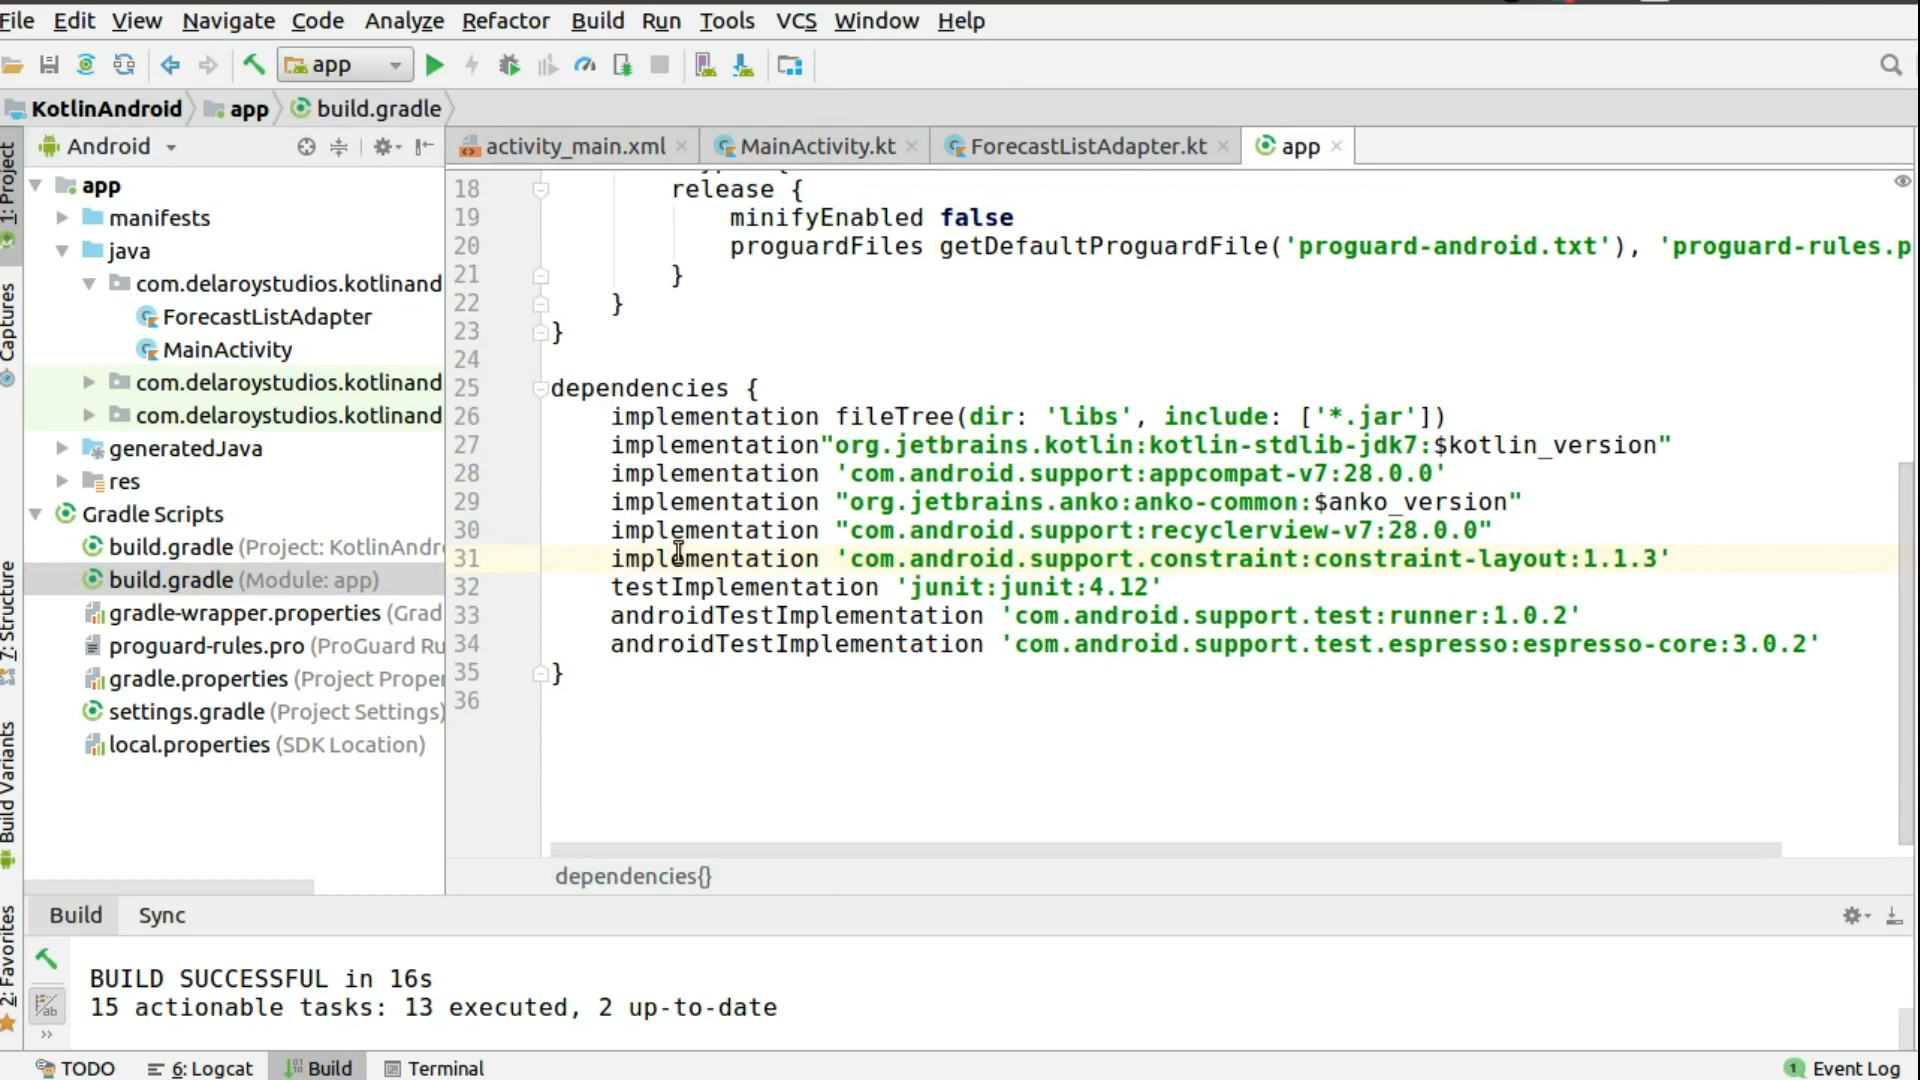 File Edit View Navigate Code Analyze Refactor Build Run Tools VCS Window Help
app
KotlinAndroid app build.gradle
Android
activity_main.xml MainActivity.kt ForecastListAdapter.kt app
1: Project
Captures
7: Structure
Build Variants
2: Favorites
app
manifests
java
com.delaroystudios.kotlinand
ForecastListAdapter
MainActivity
com.delaroystudios.kotlinand
com.delaroystudios.kotlinand
generatedJava
res
Gradle Scripts
build.gradle (Project: KotlinAndr
build.gradle (Module: app)
gradle-wrapper.properties (Grad
proguard-rules.pro (ProGuard Ru
gradle.properties (Project Proper
settings.gradle (Project Settings)
local.properties (SDK Location)
18 release {
19 minifyEnabled false
20 proguardFiles getDefaultProguardFile('proguard-android.txt'), 'proguard-rules.p
21 }
22 }
23 }
24
25 dependencies {
26 implementation fileTree(dir: 'libs', include: ['*.jar'])
27 implementation"org.jetbrains.kotlin:kotlin-stdlib-jdk7:$kotlin_version"
28 implementation 'com.android.support:appcompat-v7:28.0.0'
29 implementation "org.jetbrains.anko:anko-common:$anko_version"
30 implementation "com.android.support:recyclerview-v7:28.0.0"
31 implementation 'com.android.support.constraint:constraint-layout:1.1.3'
32 testImplementation 'junit:junit:4.12'
33 androidTestImplementation 'com.android.support.test:runner:1.0.2'
34 androidTestImplementation 'com.android.support.test.espresso:espresso-core:3.0.2'
35 }
36
dependencies{}
Build Sync
BUILD SUCCESSFUL in 16s
15 actionable tasks: 13 executed, 2 up-to-date
TODO 6: Logcat Build Terminal 1 Event Log